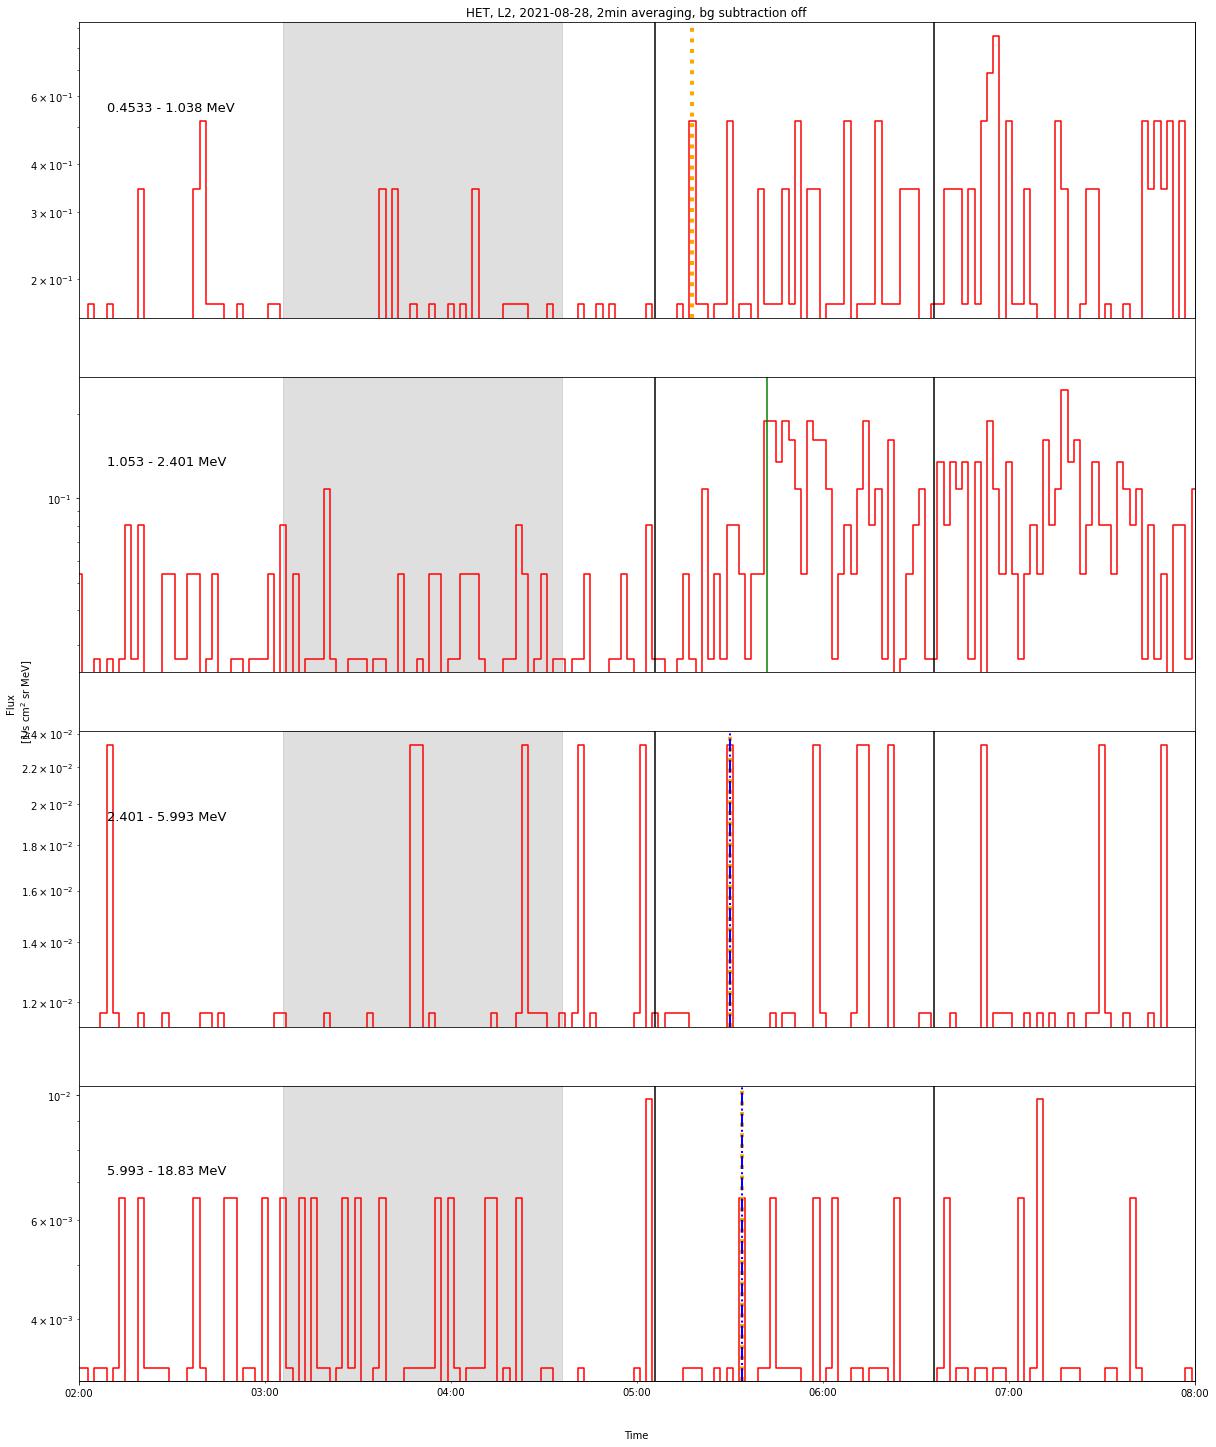 HET, L2, 2021-08-28, 2min averaging, bg subtraction off
6 × 10⁻¹
0.4533 - 1.038 MeV
4 × 10⁻¹
3 × 10⁻¹
2 × 10⁻¹
1.053 - 2.401 MeV
10⁻¹
Flux
[1/s cm² sr MeV]
2.4 × 10⁻²
2.2 × 10⁻²
2 × 10⁻²
2.401 - 5.993 MeV
1.8 × 10⁻²
1.6 × 10⁻²
1.4 × 10⁻²
1.2 × 10⁻²
10⁻²
5.993 - 18.83 MeV
6 × 10⁻³
4 × 10⁻³
02:00 03:00 04:00 05:00 06:00 07:00 08:00
Time